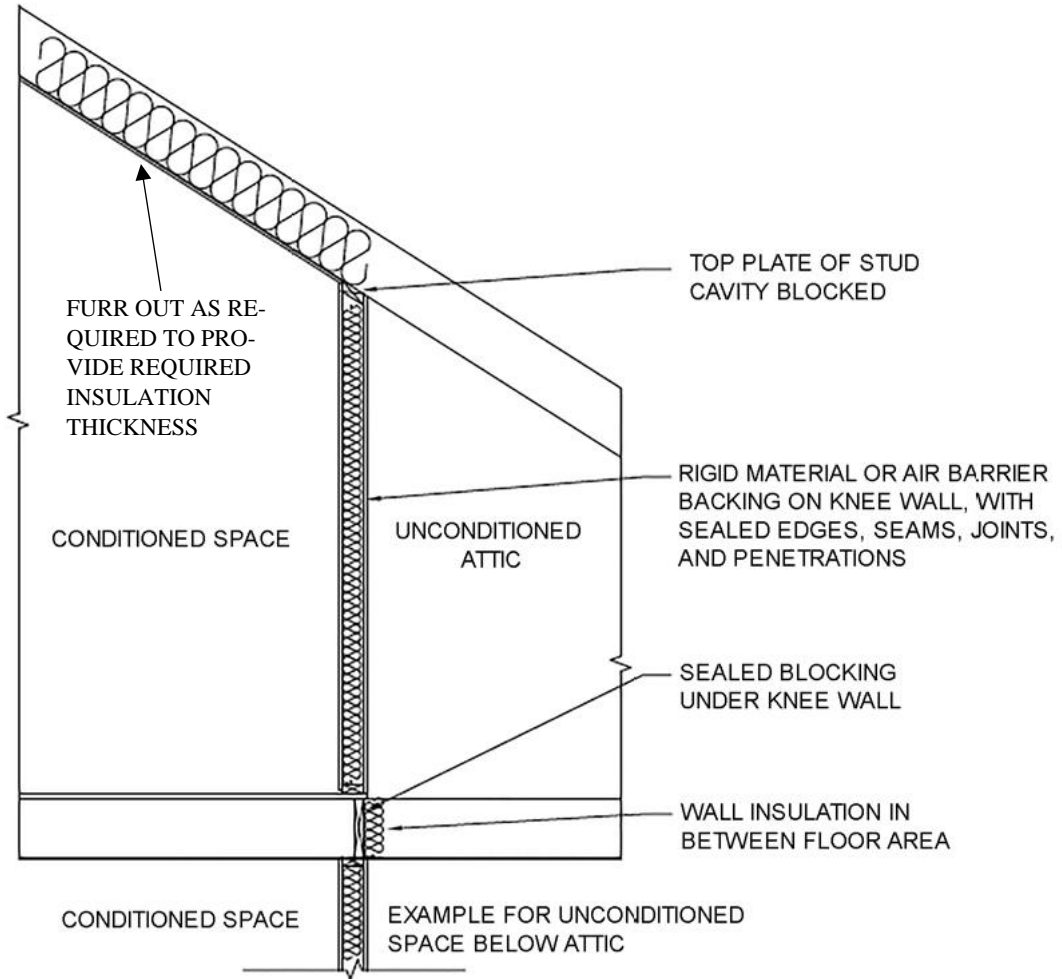 TOP PLATE OF STUD
CAVITY BLOCKED
FURR OUT AS RE-
QUIRED TO PRO-
VIDE REQUIRED
INSULATION
THICKNESS
RIGID MATERIAL OR AIR BARRIER
BACKING ON KNEE WALL, WITH
SEALED EDGES, SEAMS, JOINTS,
AND PENETRATIONS
CONDITIONED SPACE
UNCONDITIONED
ATTIC
SEALED BLOCKING
UNDER KNEE WALL
WALL INSULATION IN
BETWEEN FLOOR AREA
CONDITIONED SPACE
EXAMPLE FOR UNCONDITIONED
SPACE BELOW ATTIC